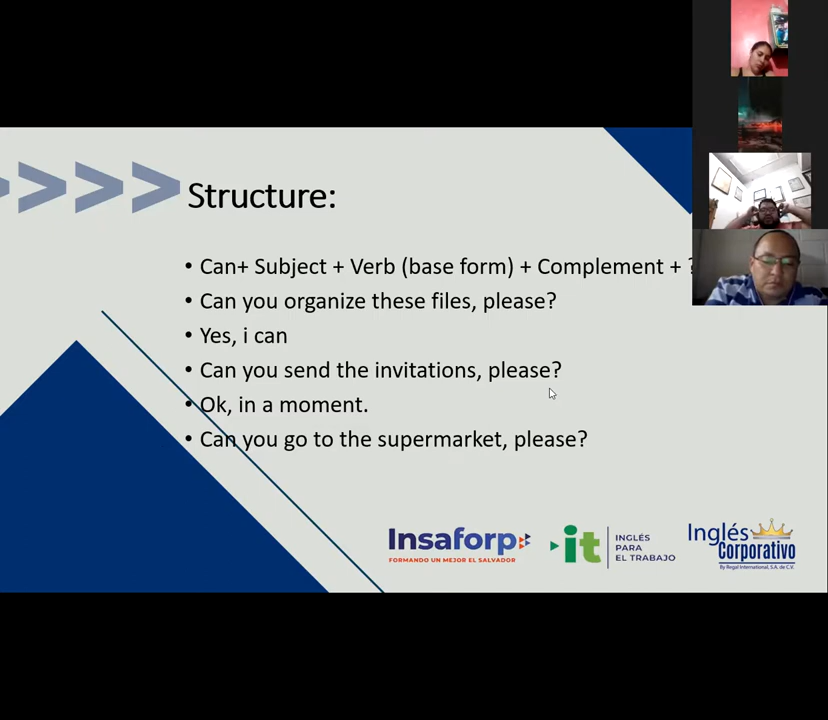 Structure:
• Can+ Subject + Verb (base form) + Complement + ?
• Can you organize these files, please?
• Yes, i can
• Can you send the invitations, please?
• Ok, in a moment.
• Can you go to the supermarket, please?
Insaforp
FORMANDO UN MEJOR EL SALVADOR
it
INGLÉS
PARA
EL TRABAJO
Inglés
Corporativo
By Regal International, S.A. de C.V.